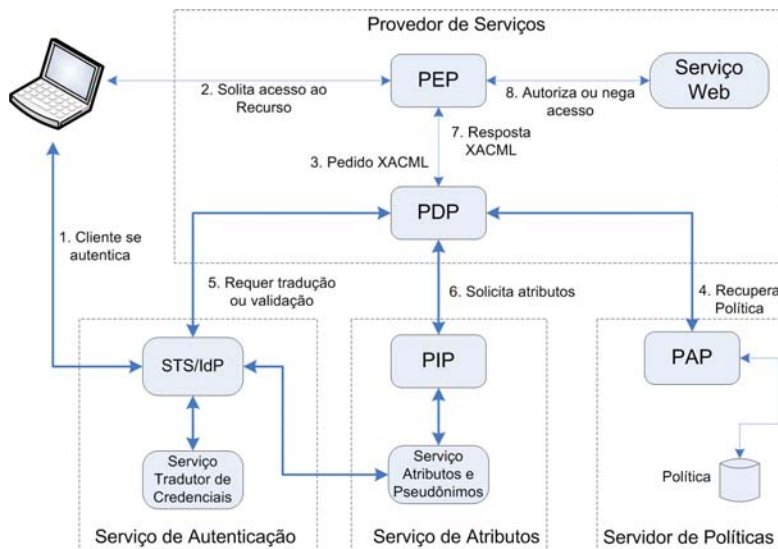 Provedor de Serviços
PEP
Serviço
Web
2. Solita acesso ao
Recurso
8. Autoriza ou nega
acesso
7. Resposta
XACML
3. Pedido XACML
PDP
1. Cliente se
autentica
5. Requer tradução
ou validação
6. Solicita atributos
4. Recupera
Política
STS/IdP
PIP
PAP
Serviço
Tradutor de
Credenciais
Serviço
Atributos e
Pseudônimos
Política
Serviço de Autenticação
Serviço de Atributos
Servidor de Políticas